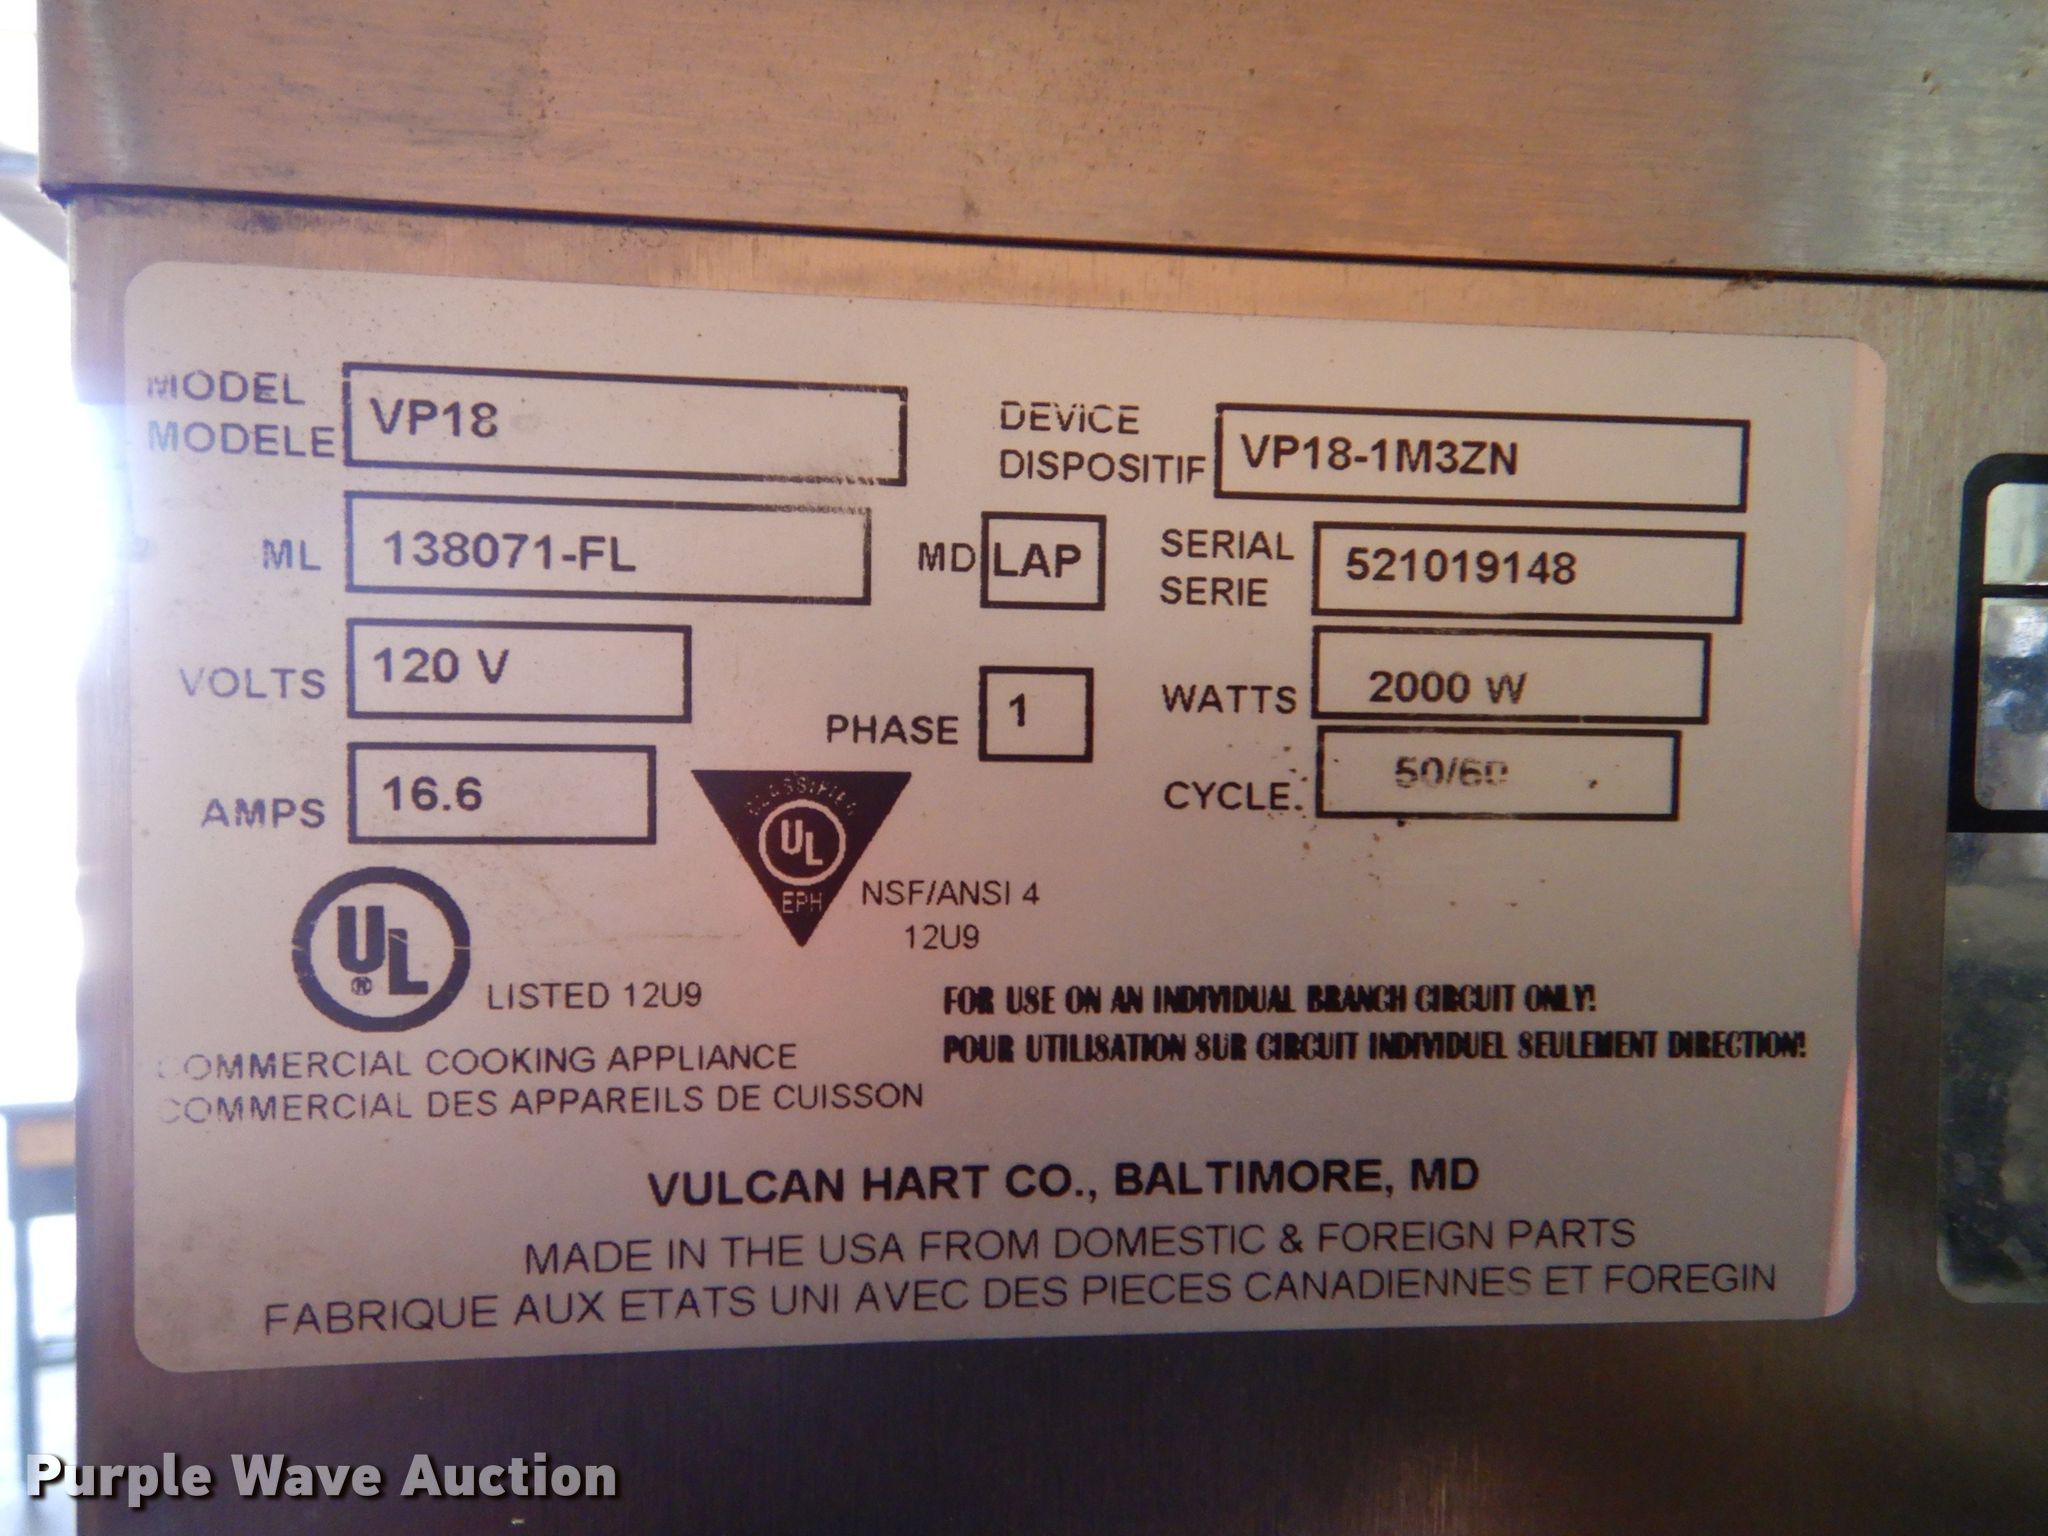 MODEL
MODELE
VP18
DEVICE
DISPOSITIF
VP18-1M3ZN
ML
138071-FL
MD
LAP
SERIAL
SERIE
521019148
VOLTS
120 V
PHASE
1
WATTS
2000 W
AMPS
16.6
CYCLE.
50/60
CLASSIFIED
UL
EPH
NSF/ANSI 4
12U9
UL
®
LISTED 12U9
FOR USE ON AN INDIVIDUAL BRANCH CIRCUIT ONLY!
POUR UTILISATION SUR CIRCUIT INDIVIDUEL SEULEMENT DIRECTION!
COMMERCIAL COOKING APPLIANCE
COMMERCIAL DES APPAREILS DE CUISSON
VULCAN HART CO., BALTIMORE, MD
MADE IN THE USA FROM DOMESTIC & FOREIGN PARTS
FABRIQUE AUX ETATS UNI AVEC DES PIECES CANADIENNES ET FOREGIN
Purple Wave Auction